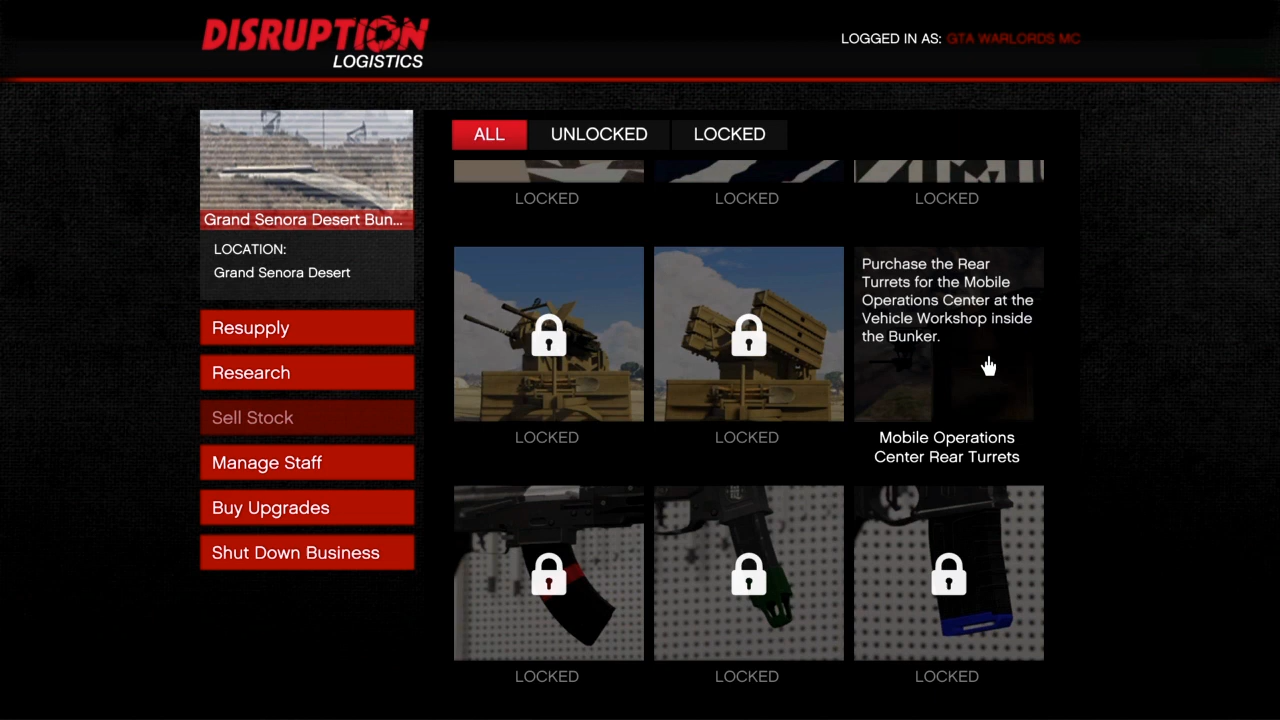 DISRUPTION
LOGISTICS
LOGGED IN AS: GTA WARLORDS MC
Grand Senora Desert Bun...
LOCATION:
Grand Senora Desert
Resupply
Research
Sell Stock
Manage Staff
Buy Upgrades
Shut Down Business
ALL
UNLOCKED
LOCKED
LOCKED
LOCKED
LOCKED
Purchase the Rear
Turrets for the Mobile
Operations Center at the
Vehicle Workshop inside
the Bunker.
LOCKED
LOCKED
Mobile Operations
Center Rear Turrets
LOCKED
LOCKED
LOCKED